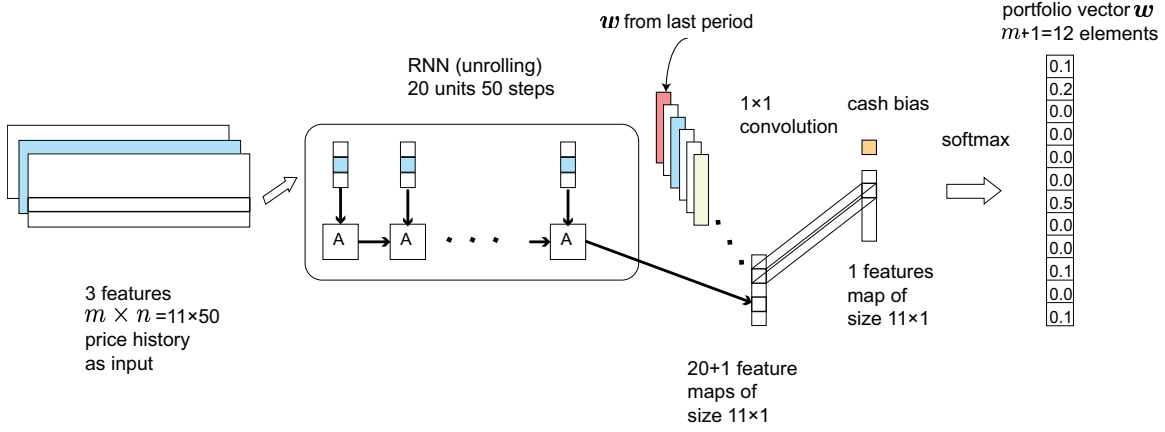 portfolio vector w
m+1=12 elements
w from last period
RNN (unrolling)
20 units 50 steps
1×1
convolution
cash bias
softmax
A
A
A
3 features
m × n =11×50
price history
as input
1 features
map of
size 11×1
20+1 feature
maps of
size 11×1
0.1
0.2
0.0
0.0
0.0
0.0
0.5
0.0
0.0
0.1
0.0
0.1